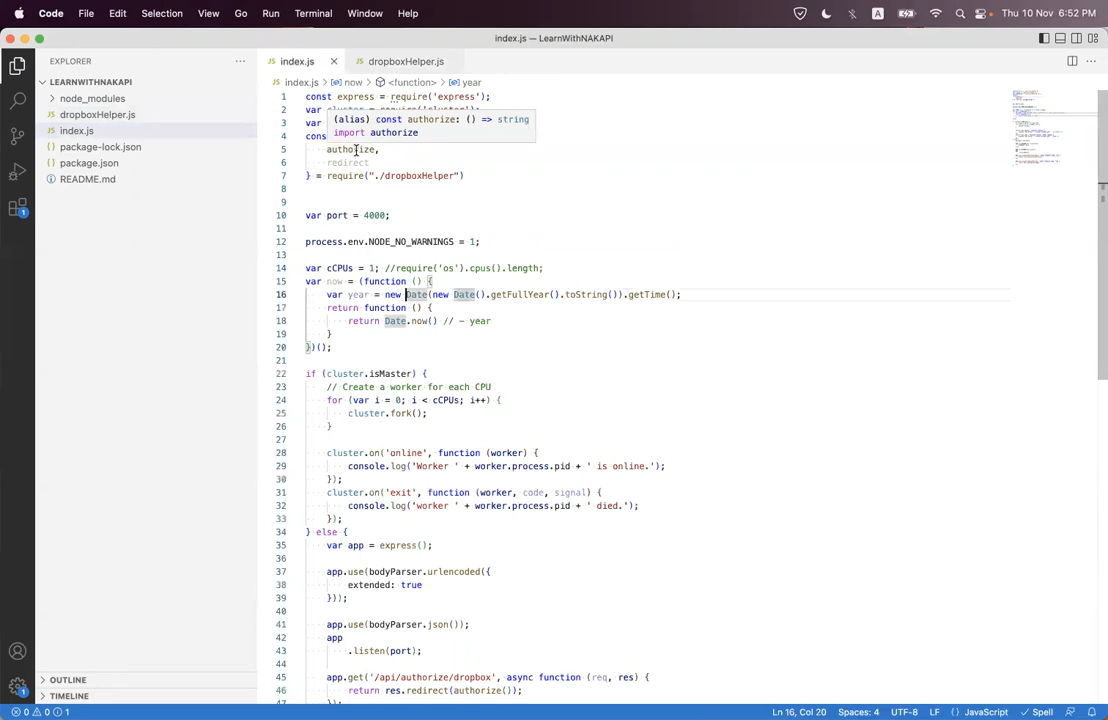 Code File Edit Selection View Go Run Terminal Window Help
A
Thu 10 Nov 6:52 PM
index.js — LearnWithNAKAPI
EXPLORER
index.js
dropboxHelper.js
LEARNWITHNAKAPI
index.js > now > <function> > year
node_modules
dropboxHelper.js
index.js
package-lock.json
package.json
README.md
1 const express = require('express');
2 var cluster = require('cluster');
3 var
(alias) const authorize: () => string
import authorize
4 cons
5 authorize,
6 redirect
7 } = require("./dropboxHelper")
8
9
10 var port = 4000;
11
12 process.env.NODE_NO_WARNINGS = 1;
13
14 var cCPUs = 1; //require('os').cpus().length;
15 var now = (function () {
16 var year = new Date(new Date().getFullYear().toString()).getTime();
17 return function () {
18 return Date.now() // - year
19 }
20 })();
21
22 if (cluster.isMaster) {
23 // Create a worker for each CPU
24 for (var i = 0; i < cCPUs; i++) {
25 cluster.fork();
26 }
27
28 cluster.on('online', function (worker) {
29 console.log('Worker ' + worker.process.pid + ' is online.');
30 });
31 cluster.on('exit', function (worker, code, signal) {
32 console.log('worker ' + worker.process.pid + ' died.');
33 });
34 } else {
35 var app = express();
36
37 app.use(bodyParser.urlencoded({
38 extended: true
39 }));
40
41 app.use(bodyParser.json());
42 app
43 .listen(port);
44
45 app.get('/api/authorize/dropbox', async function (req, res) {
46 return res.redirect(authorize());
47 });
OUTLINE
TIMELINE
1
1
0 0 1
Ln 16, Col 20 Spaces: 4 UTF-8 LF {} JavaScript Spell